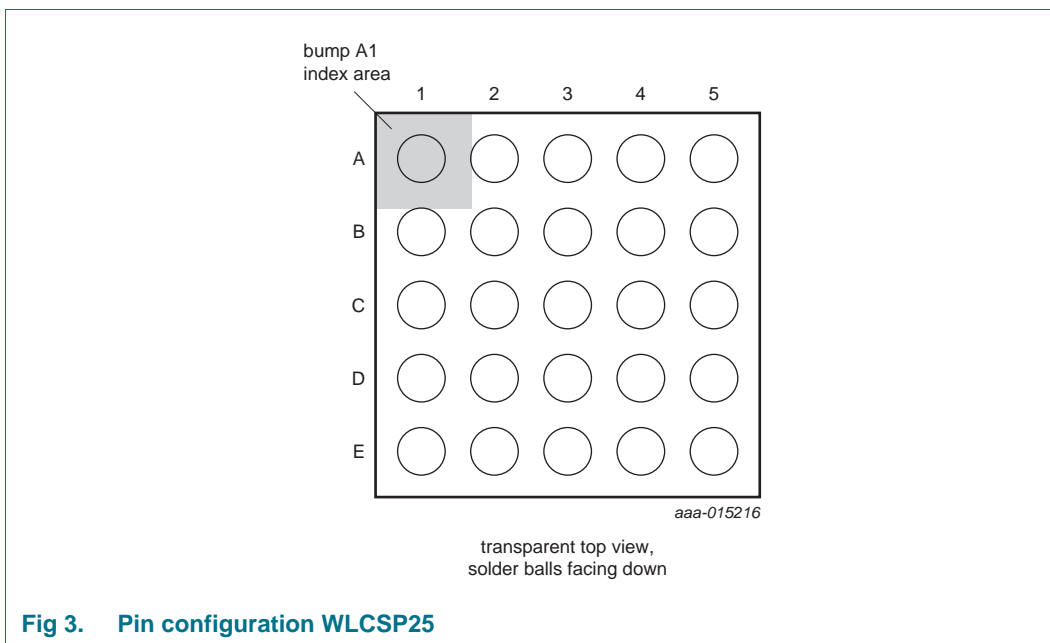 bump A1
index area
1 2 3 4 5
A
B
C
D
E
aaa-015216
transparent top view,
solder balls facing down
Fig 3. Pin configuration WLCSP25